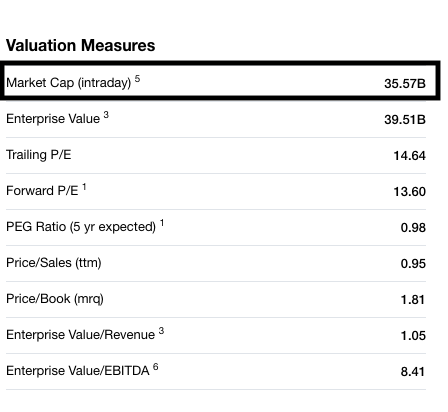 Valuation Measures
Market Cap (intraday) 5 35.57B
Enterprise Value 3 39.51B
Trailing P/E 14.64
Forward P/E 1 13.60
PEG Ratio (5 yr expected) 1 0.98
Price/Sales (ttm) 0.95
Price/Book (mrq) 1.81
Enterprise Value/Revenue 3 1.05
Enterprise Value/EBITDA 6 8.41